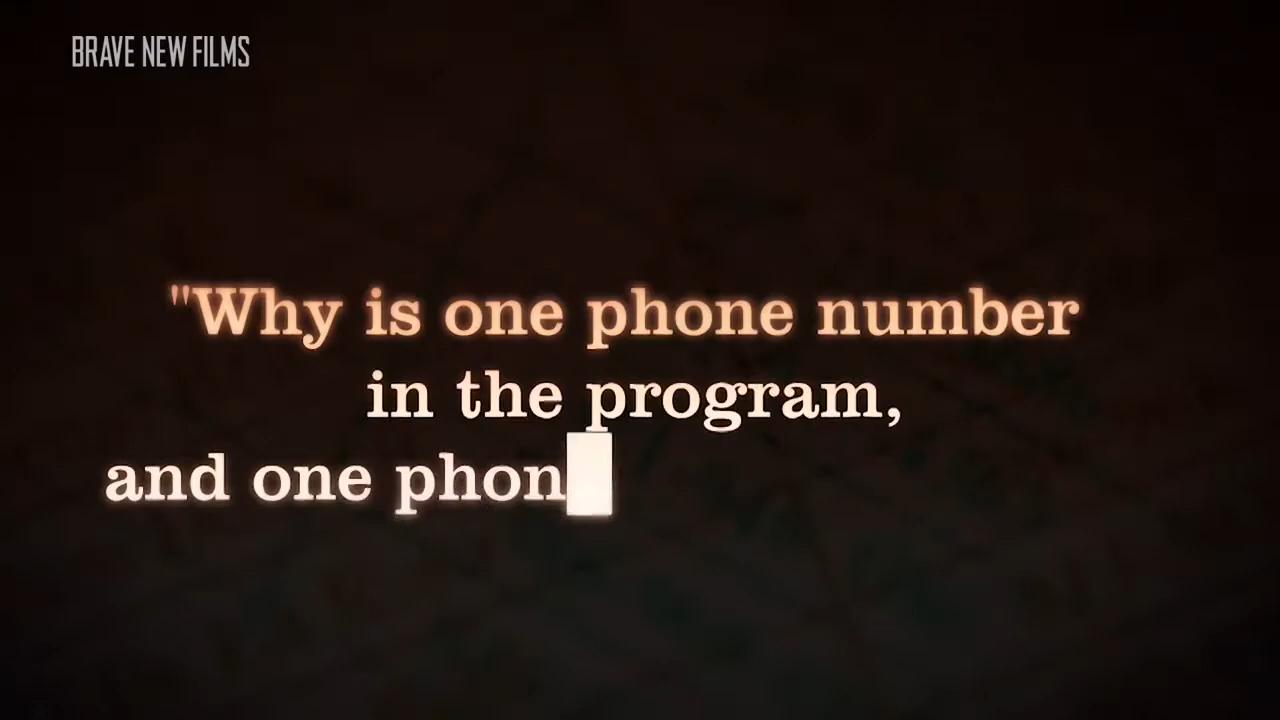 BRAVE NEW FILMS
"Why is one phone number
in the program,
and one phon